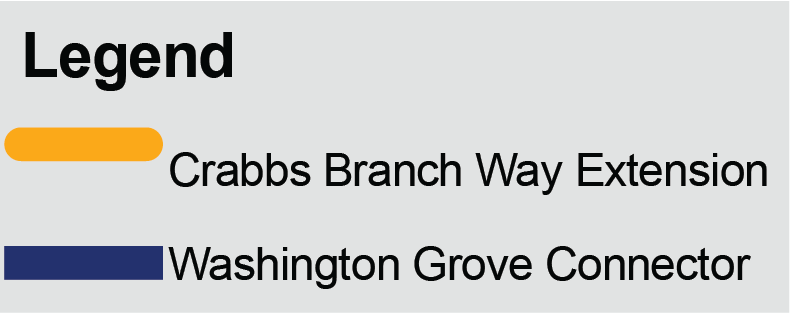 Legend
Crabbs Branch Way Extension
Washington Grove Connector